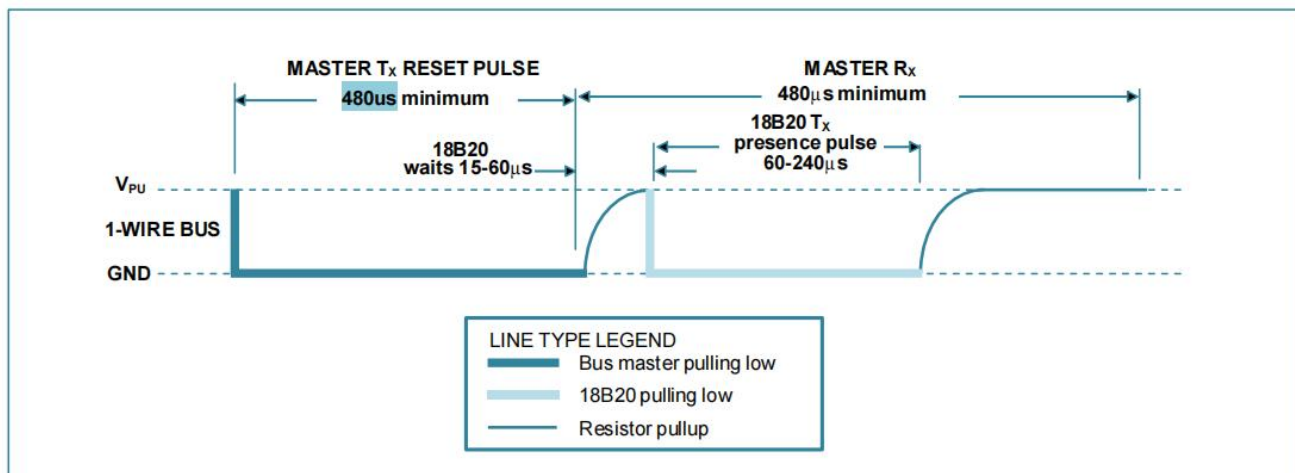 MASTER TX RESET PULSE
480us minimum
MASTER RX
480µs minimum
18B20
waits 15-60µs
18B20 TX
presence pulse
60-240µs
VPU
1-WIRE BUS
GND
LINE TYPE LEGEND
Bus master pulling low
18B20 pulling low
Resistor pullup